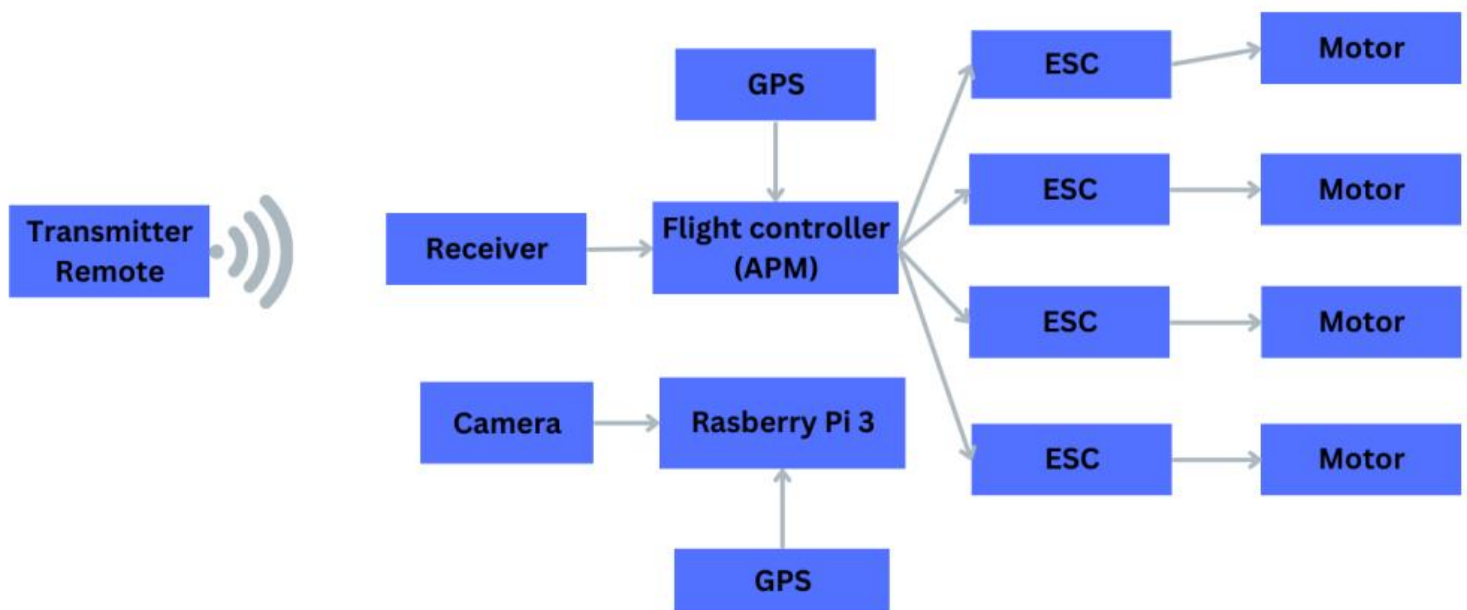 GPS
ESC
Motor
ESC
Motor
Transmitter
Remote
Receiver
Flight controller
(APM)
ESC
Motor
Camera
Rasberry Pi 3
ESC
Motor
GPS